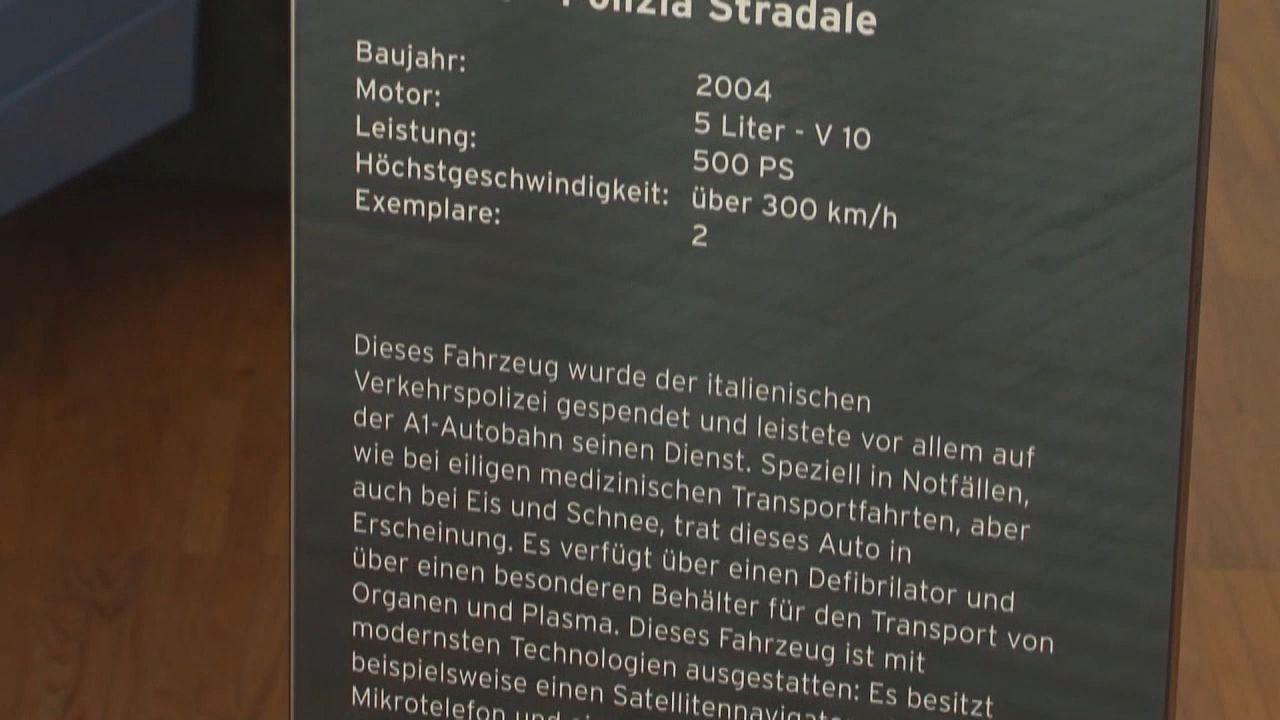 Polizia Stradale
Baujahr: 2004
Motor: 5 Liter - V 10
Leistung: 500 PS
Höchstgeschwindigkeit: über 300 km/h
Exemplare: 2
Dieses Fahrzeug wurde der italienischen
Verkehrspolizei gespendet und leistete vor allem auf
der A1-Autobahn seinen Dienst. Speziell in Notfällen,
wie bei eiligen medizinischen Transportfahrten, aber
auch bei Eis und Schnee, trat dieses Auto in
Erscheinung. Es verfügt über einen Defibrilator und
über einen besonderen Behälter für den Transport von
Organen und Plasma. Dieses Fahrzeug ist mit
modernsten Technologien ausgestatten: Es besitzt
beispielsweise einen
Mikrotelefon und